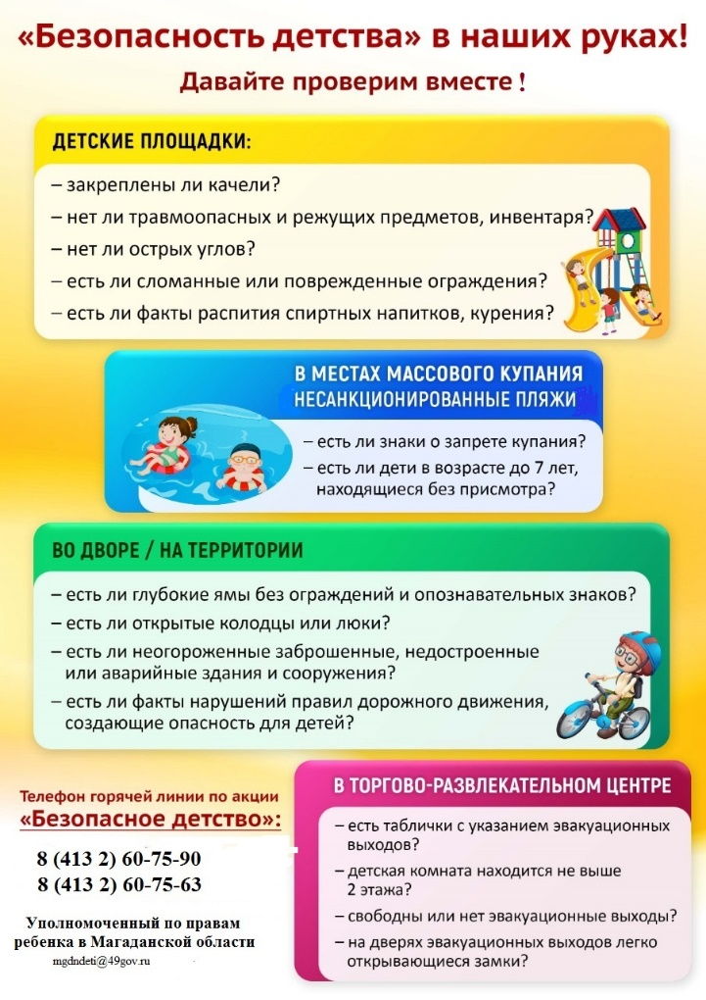 «Безопасность детства» в наших руках!
Давайте проверим вместе !
ДЕТСКИЕ ПЛОЩАДКИ:
– закреплены ли качели?
– нет ли травмоопасных и режущих предметов, инвентаря?
– нет ли острых углов?
– есть ли сломанные или поврежденные ограждения?
– есть ли факты распития спиртных напитков, курения?
В МЕСТАХ МАССОВОГО КУПАНИЯ
НЕСАНКЦИОНИРОВАННЫЕ ПЛЯЖИ
– есть ли знаки о запрете купания?
– есть ли дети в возрасте до 7 лет,
находящиеся без присмотра?
ВО ДВОРЕ / НА ТЕРРИТОРИИ
– есть ли глубокие ямы без ограждений и опознавательных знаков?
– есть ли открытые колодцы или люки?
– есть ли неогороженные заброшенные, недостроенные
или аварийные здания и сооружения?
– есть ли факты нарушений правил дорожного движения,
создающие опасность для детей?
Телефон горячей линии по акции
«Безопасное детство»:
8 (413 2) 60-75-90
8 (413 2) 60-75-63
Уполномоченный по правам
ребенка в Магаданской области
mgdndeti@49gov.ru
В ТОРГОВО-РАЗВЛЕКАТЕЛЬНОМ ЦЕНТРЕ
– есть таблички с указанием эвакуационных
выходов?
– детская комната находится не выше
2 этажа?
– свободны или нет эвакуационные выходы?
– на дверях эвакуационных выходов легко
открывающиеся замки?